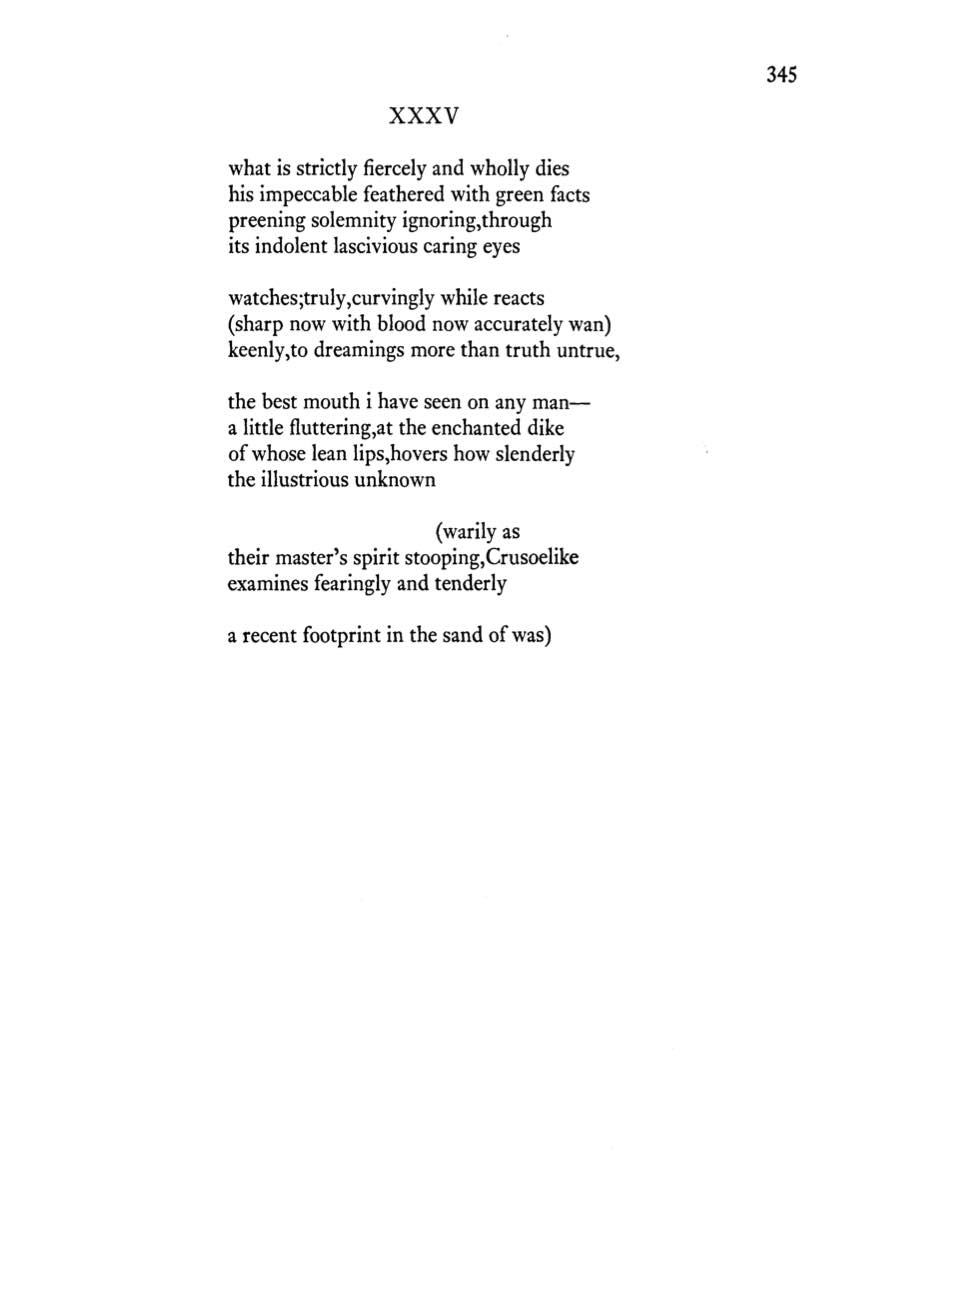 345
XXXV
what is strictly fiercely and wholly dies
his impeccable feathered with green facts
preening solemnity ignoring,through
its indolent lascivious caring eyes
watches;truly,curvingly while reacts
(sharp now with blood now accurately wan)
keenly,to dreamings more than truth untrue,
the best mouth i have seen on any man—
a little fluttering,at the enchanted dike
of whose lean lips,hovers how slenderly
the illustrious unknown
(warily as
their master's spirit stooping,Crusoelike
examines fearingly and tenderly
a recent footprint in the sand of was)